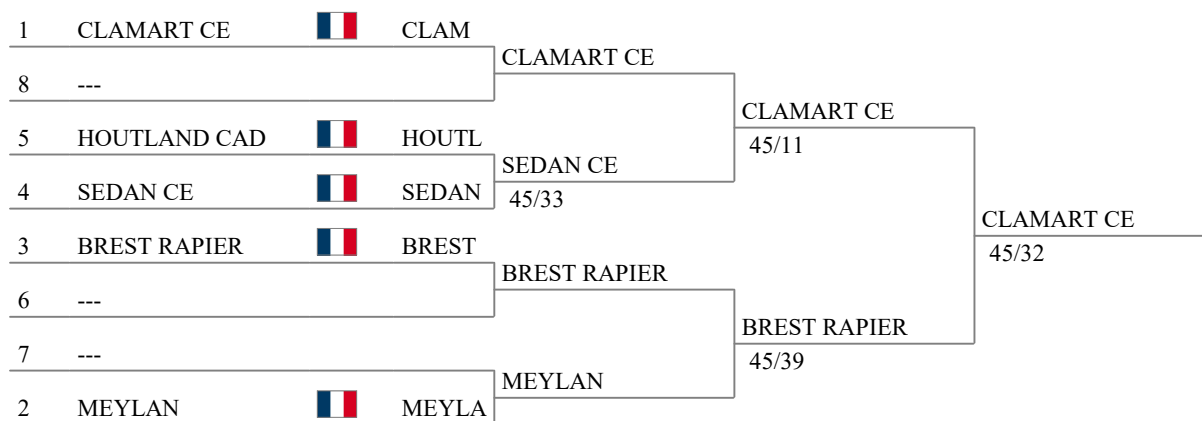 1 CLAMART CE CLAM
CLAMART CE
8 ---
CLAMART CE
45/11
5 HOUTLAND CAD HOUTL
SEDAN CE
45/33
4 SEDAN CE SEDAN
CLAMART CE
45/32
3 BREST RAPIER BREST
BREST RAPIER
6 ---
BREST RAPIER
45/39
7 ---
MEYLAN
2 MEYLAN MEYLA